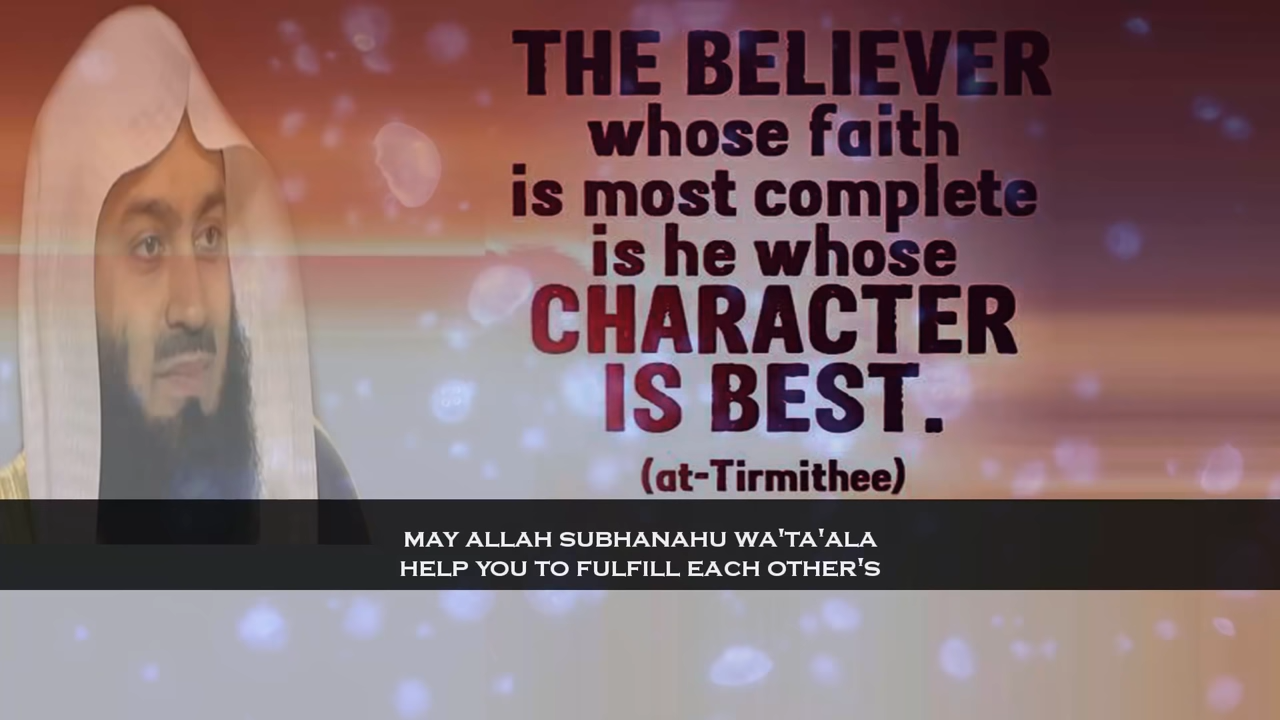 THE BELIEVER
whose faith
is most complete
is he whose
CHARACTER
IS BEST.
(at-Tirmithee)
MAY ALLAH SUBHANAHU WA'TA'ALA
HELP YOU TO FULFILL EACH OTHER'S